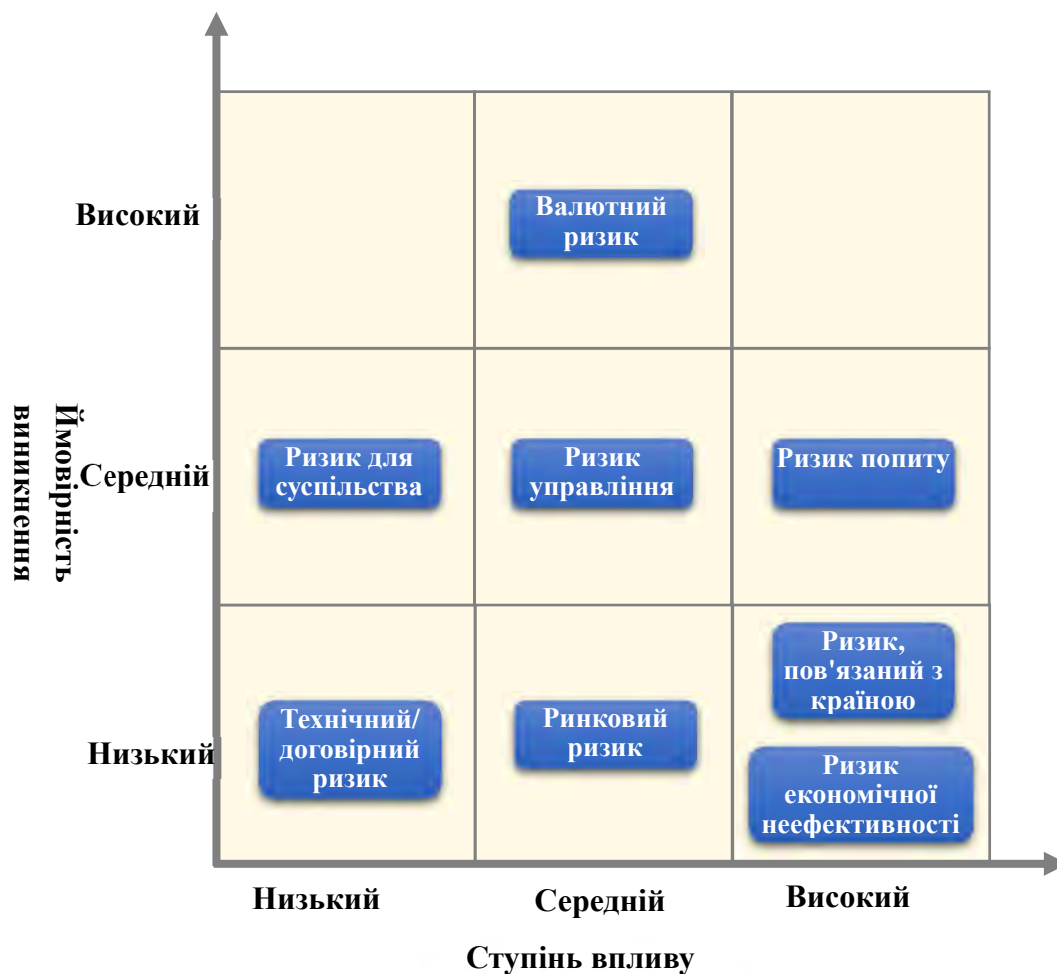 Високий
Валютний
ризик
Ймовірність
виникнення
Середній
Ризик для
суспільства
Ризик
управління
Ризик попиту
Низький
Технічний/
договірний
ризик
Ринковий
ризик
Ризик,
пов'язаний з
країною
Ризик
економічної
неефективності
Низький
Середній
Високий
Ступінь впливу